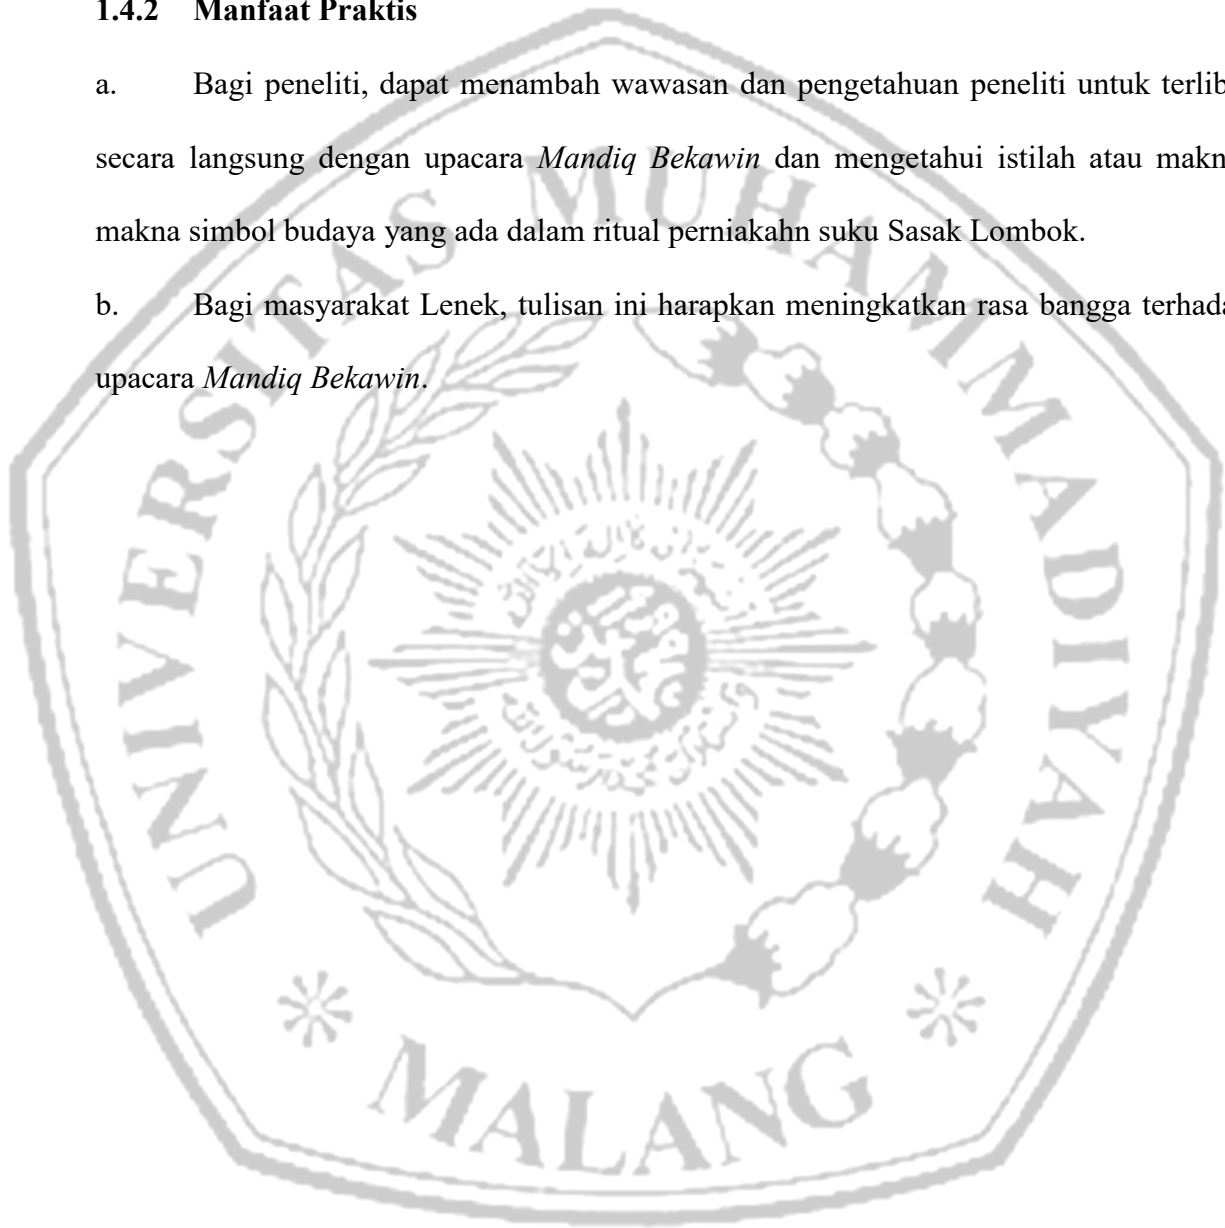 1.4.2 Manfaat Praktis
a. Bagi peneliti, dapat menambah wawasan dan pengetahuan peneliti untuk terlib
secara langsung dengan upacara Mandiq Bekawin dan mengetahui istilah atau makn
makna simbol budaya yang ada dalam ritual perniakahn suku Sasak Lombok.
b. Bagi masyarakat Lenek, tulisan ini harapkan meningkatkan rasa bangga terhada
upacara Mandiq Bekawin.
UNIVERSITAS MUHAMMADIYAH
MALANG